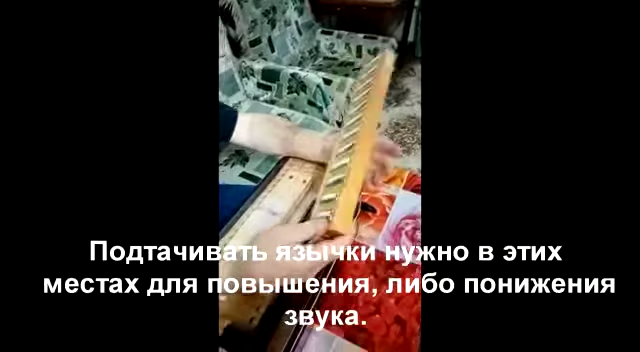 Подтачивать язычки нужно в этих
местах для повышения, либо понижения
звука.